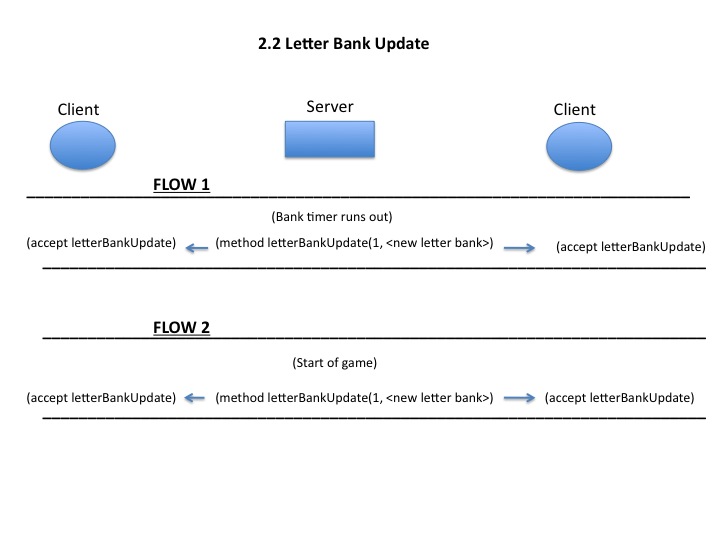 2.2 Letter Bank Update
Client
Server
Client
FLOW 1
(Bank timer runs out)
(accept letterBankUpdate)
(method letterBankUpdate(1, <new letter bank>)
(accept letterBankUpdate)
FLOW 2
(Start of game)
(accept letterBankUpdate)
(method letterBankUpdate(1, <new letter bank>)
(accept letterBankUpdate)